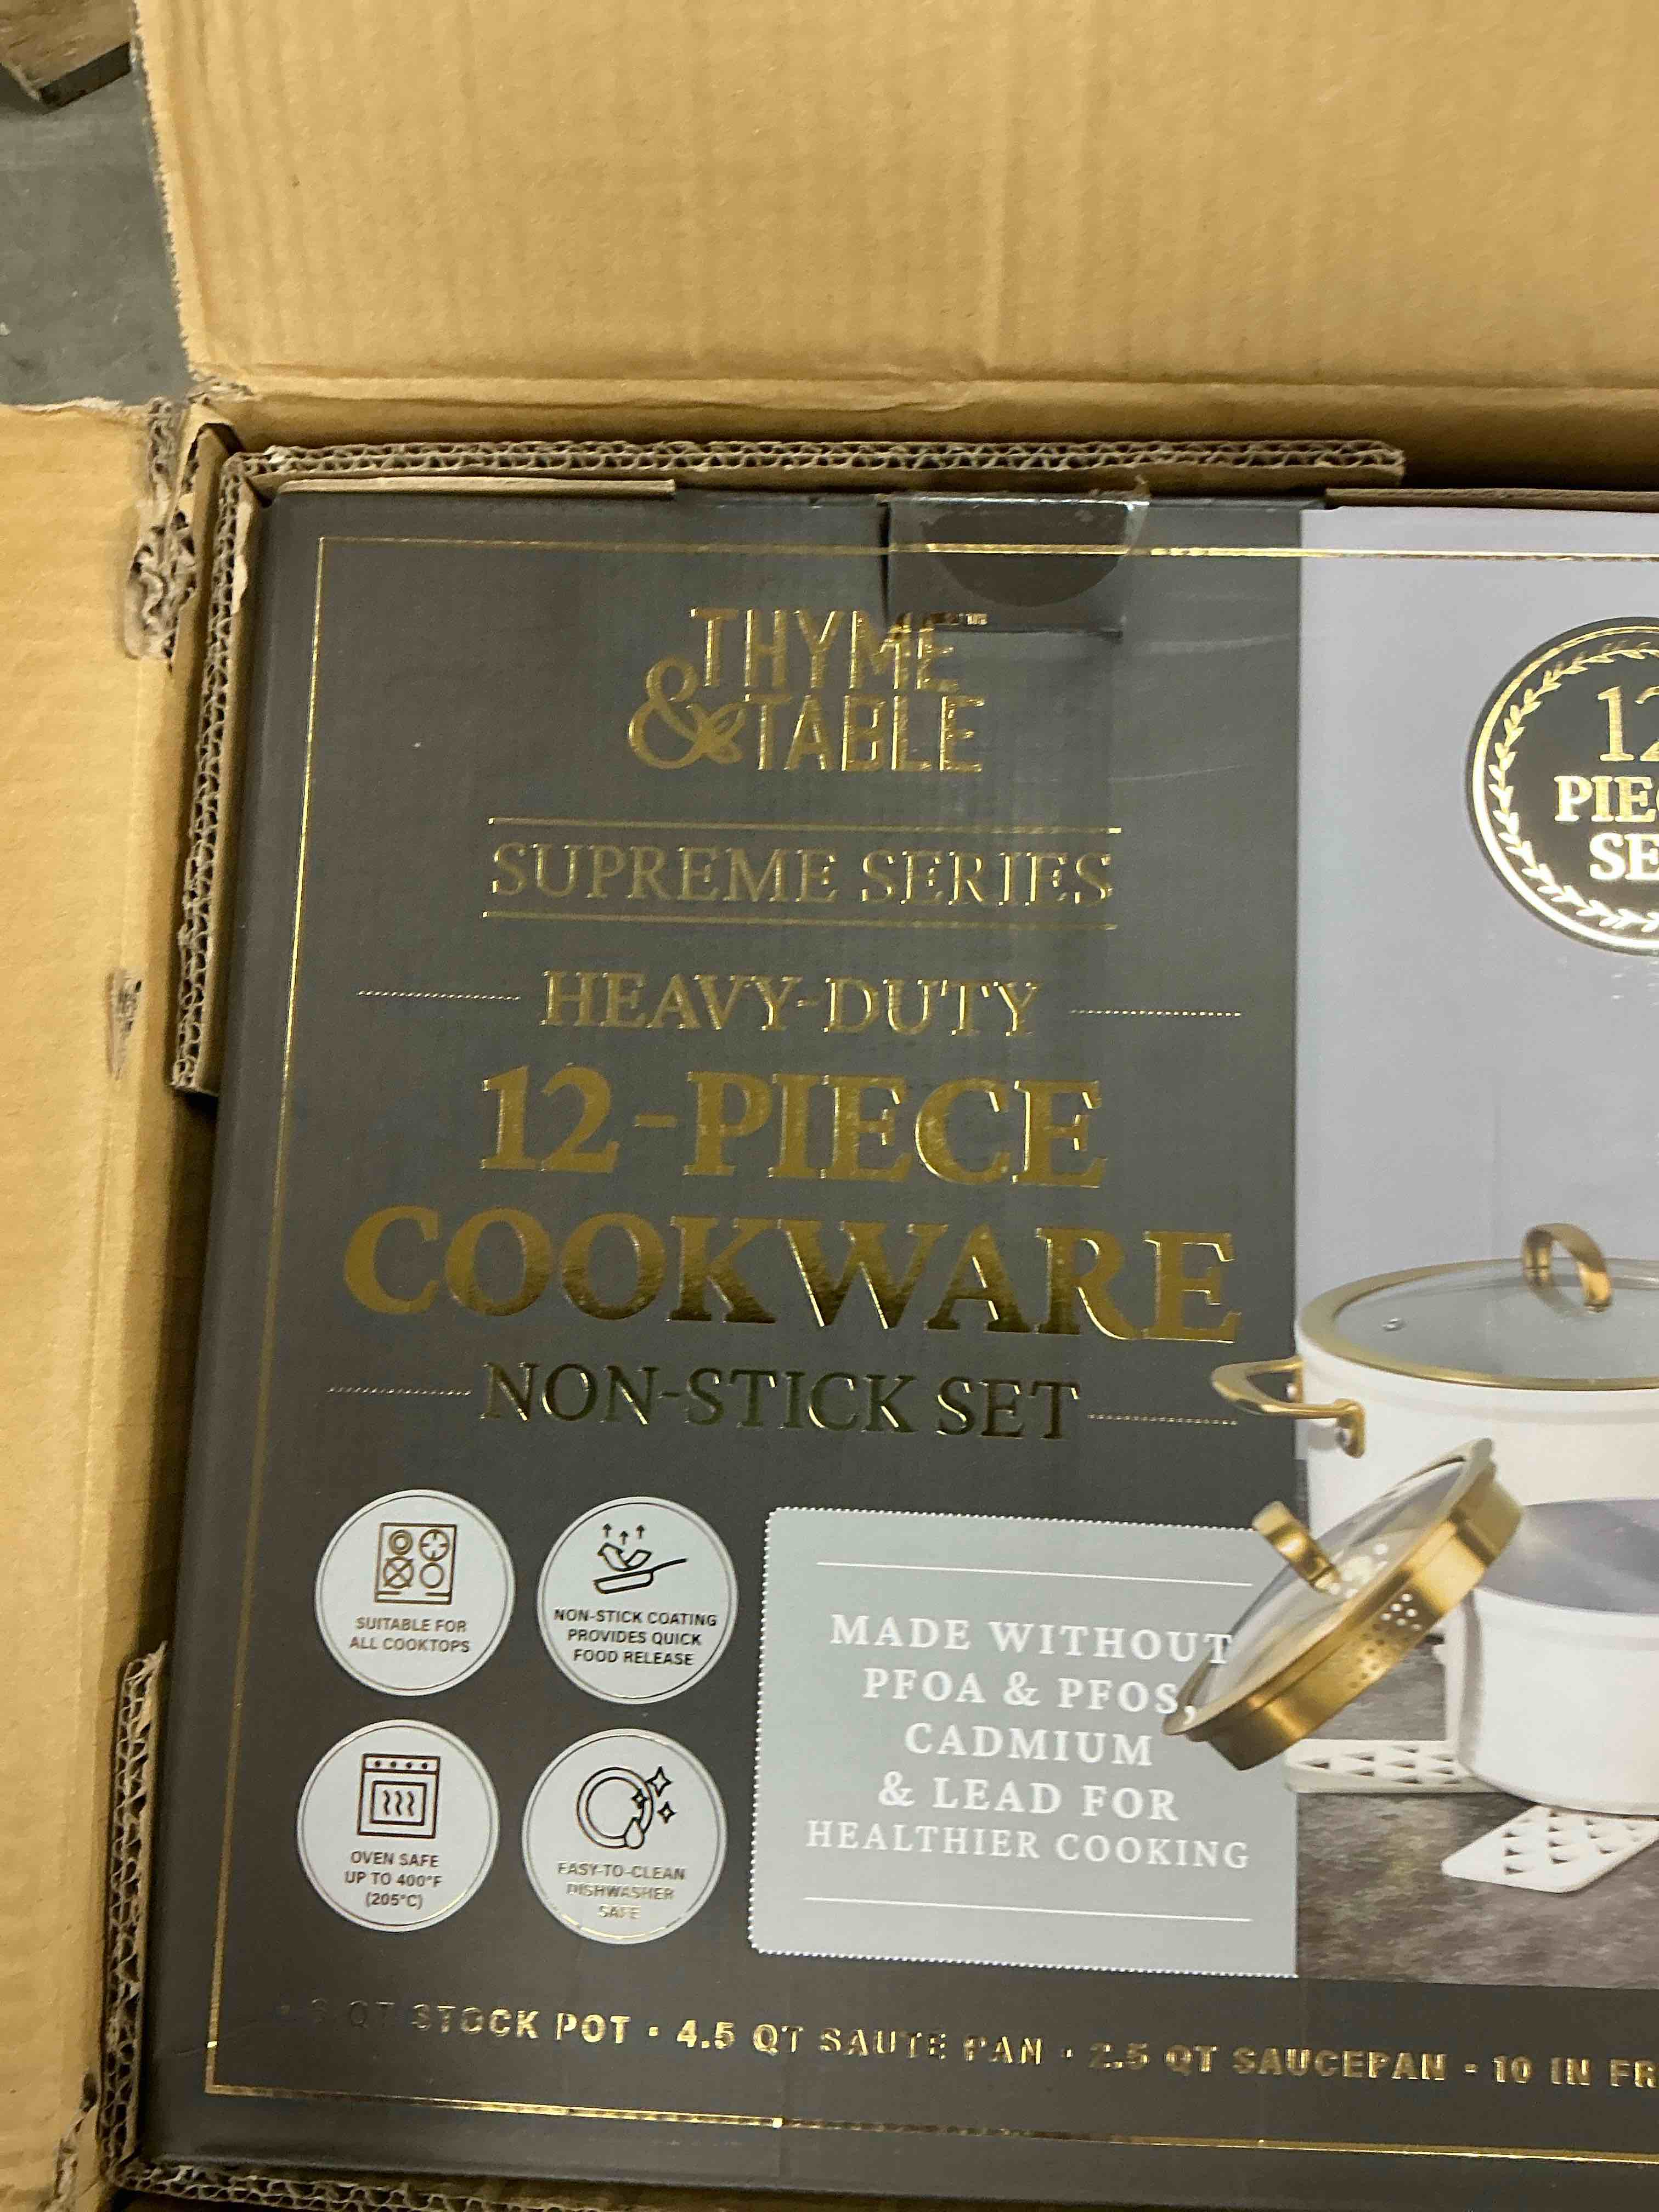 THYME™
& TABLE
SUPREME SERIES
HEAVY-DUTY
12-PIECE
COOKWARE
NON-STICK SET
SUITABLE FOR
ALL COOKTOPS
NON-STICK COATING
PROVIDES QUICK
FOOD RELEASE
OVEN SAFE
UP TO 400°F
(205°C)
EASY-TO-CLEAN
DISHWASHER
SAFE
MADE WITHOUT
PFOA & PFOS,
CADMIUM
& LEAD FOR
HEALTHIER COOKING
12
PIEC
SE
QT STOCK POT • 4.5 QT SAUTE PAN • 2.5 QT SAUCEPAN • 10 IN FR